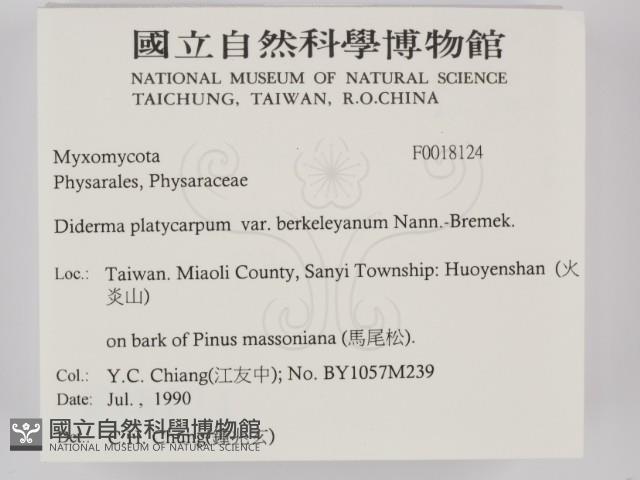 國立自然科學博物館
NATIONAL MUSEUM OF NATURAL SCIENCE
TAICHUNG, TAIWAN, R.O.CHINA
Myxomycota F0018124
Physarales, Physaraceae
Diderma platycarpum var. berkeleyanum Nann.-Bremek.
Loc.: Taiwan. Miaoli County, Sanyi Township: Huoyenshan (火
炎山)
on bark of Pinus massoniana (馬尾松).
Col.: Y.C. Chiang(江友中); No. BY1057M239
Date: Jul. , 1990
Det.: C.H. Chung
國立自然科學博物館
NATIONAL MUSEUM OF NATURAL SCIENCE